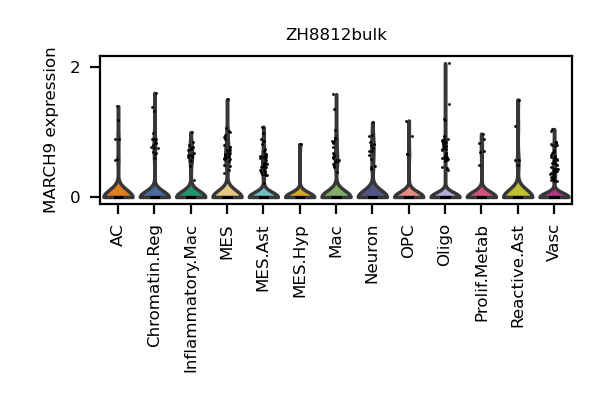 ZH8812bulk
MARCH9 expression
2
0
AC
Chromatin.Reg
Inflammatory.Mac
MES
MES.Ast
MES.Hyp
Mac
Neuron
OPC
Oligo
Prolif.Metab
Reactive.Ast
Vasc